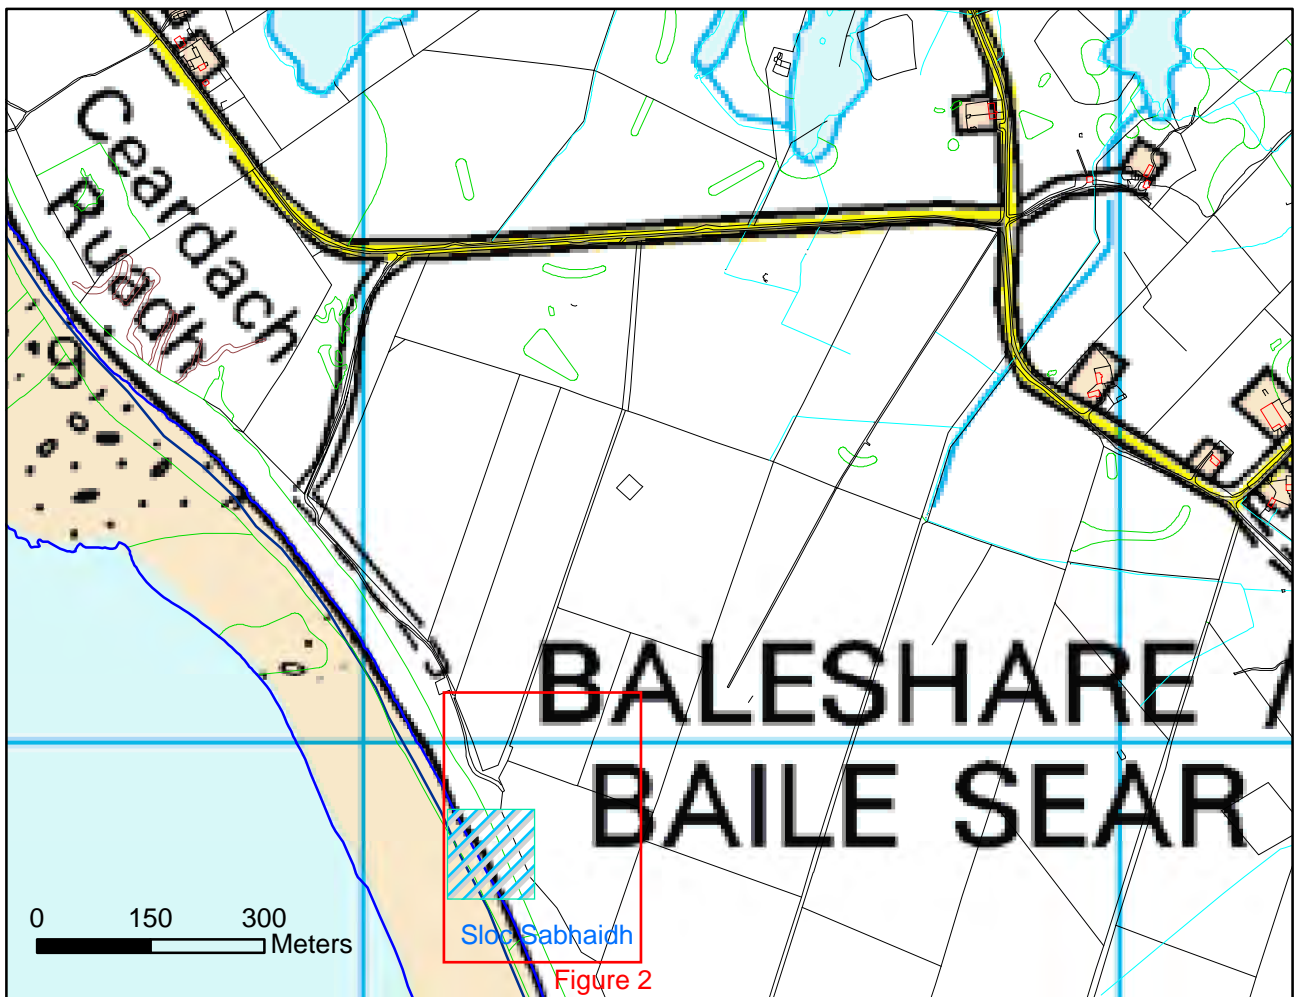 Ceardach
Ruadh
g
BALESHARE /
BAILE SEAR
0 150 300
Meters
Sloc Sabhaidh
Figure 2